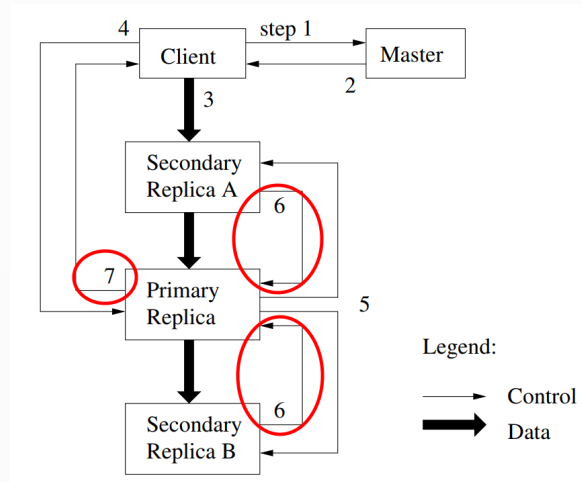 4
step 1
Client
Master
2
3
Secondary
Replica A
6
7
Primary
Replica
5
Legend:
Control
6
Data
Secondary
Replica B